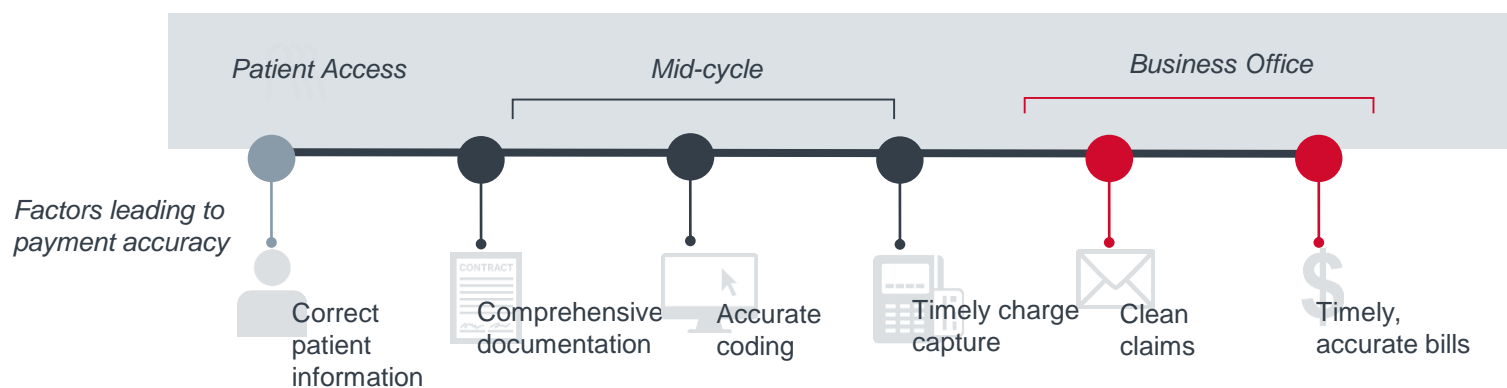 Patient Access
Mid-cycle
Business Office
Factors leading to
payment accuracy
CONTRACT
Correct
patient
information
Comprehensive
documentation
Accurate
coding
Timely charge
capture
Clean
claims
$
Timely,
accurate bills